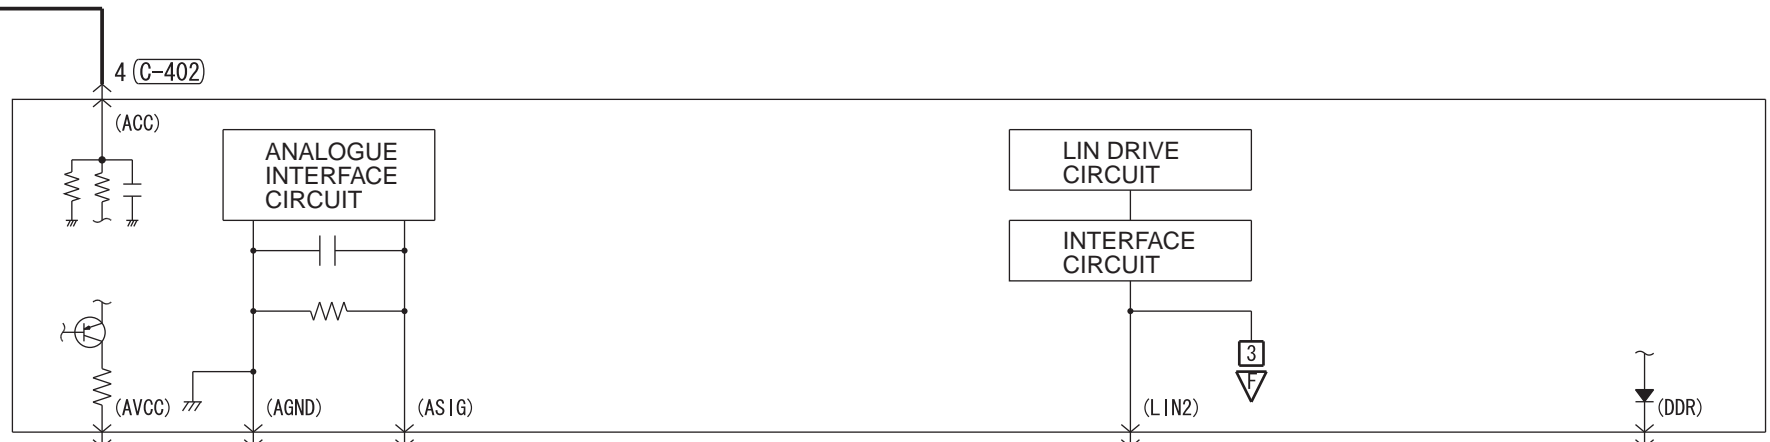 4 C-402
(ACC)
ANALOGUE
INTERFACE
CIRCUIT
LIN DRIVE
CIRCUIT
INTERFACE
CIRCUIT
3
F
(AVCC)
(AGND)
(ASIG)
(LIN2)
(DDR)